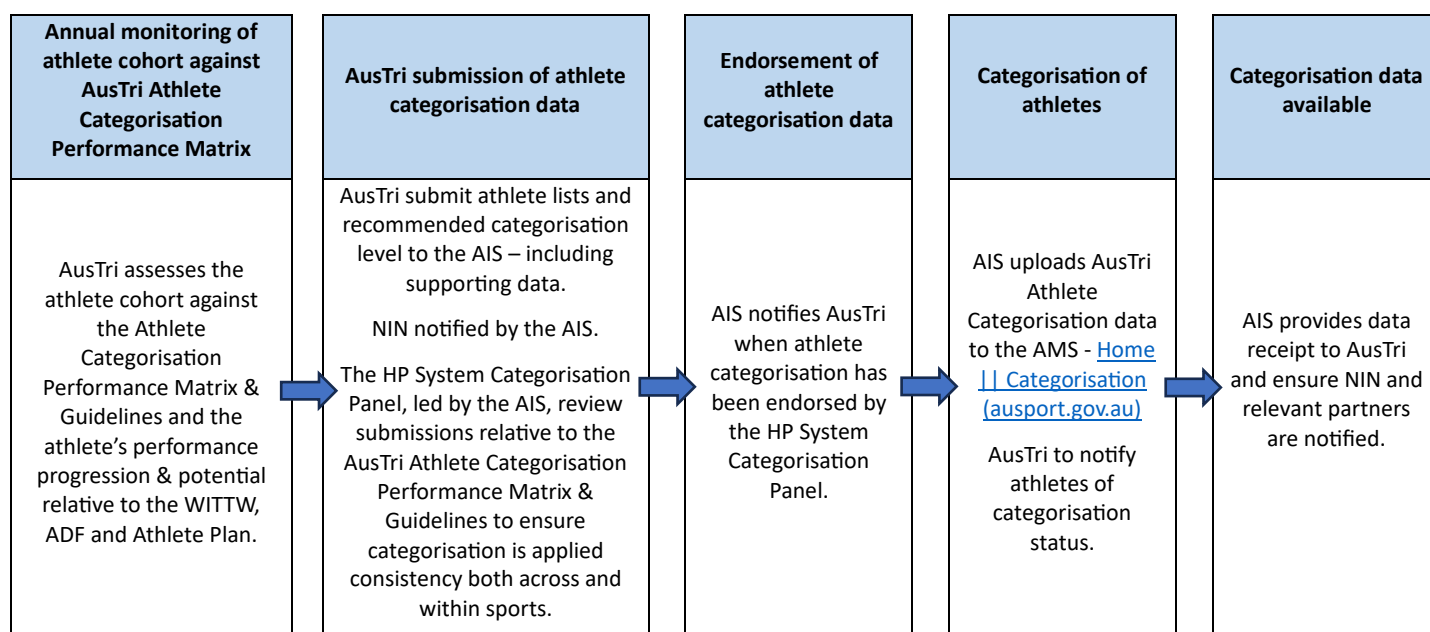 Annual monitoring of
athlete cohort against
AusTri Athlete
Categorisation
Performance Matrix
AusTri assesses the
athlete cohort against
the Athlete
Categorisation
Performance Matrix &
Guidelines and the
athlete's performance
progression & potential
relative to the WITTW,
ADF and Athlete Plan.
AusTri submission of athlete
categorisation data
AusTri submit athlete lists and
recommended categorisation
level to the AIS – including
supporting data.
NIN notified by the AIS.
The HP System Categorisation
Panel, led by the AIS, review
submissions relative to the
AusTri Athlete Categorisation
Performance Matrix &
Guidelines to ensure
categorisation is applied
consistency both across and
within sports.
Endorsement of
athlete
categorisation data
AIS notifies AusTri
when athlete
categorisation has
been endorsed by
the HP System
Categorisation
Panel.
Categorisation of
athletes
AIS uploads AusTri
Athlete
Categorisation data
to the AMS - Home
|| Categorisation
(ausport.gov.au)
AusTri to notify
athletes of
categorisation
status.
Categorisation data
available
AIS provides data
receipt to AusTri
and ensure NIN and
relevant partners
are notified.